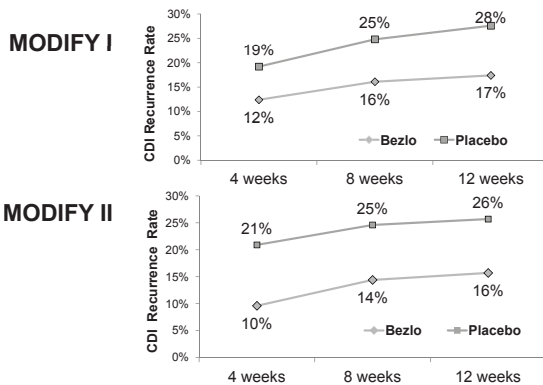 MODIFY I
CDI Recurrence Rate
30%
25%
20%
15%
10%
5%
0%
19%
25%
28%
12%
16%
17%
Bezlo
Placebo
4 weeks
8 weeks
12 weeks
MODIFY II
CDI Recurrence Rate
30%
25%
20%
15%
10%
5%
0%
21%
25%
26%
10%
14%
16%
Bezlo
Placebo
4 weeks
8 weeks
12 weeks